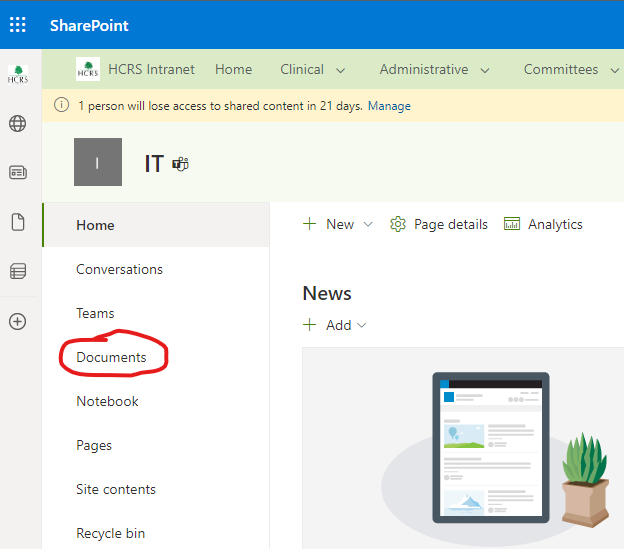 SharePoint
HCRS
HCRS
HCRS Intranet Home Clinical Administrative Committees
1 person will lose access to shared content in 21 days. Manage
I
IT
Home
Conversations
Teams
Documents
Notebook
Pages
Site contents
Recycle bin
New Page details Analytics
News
Add